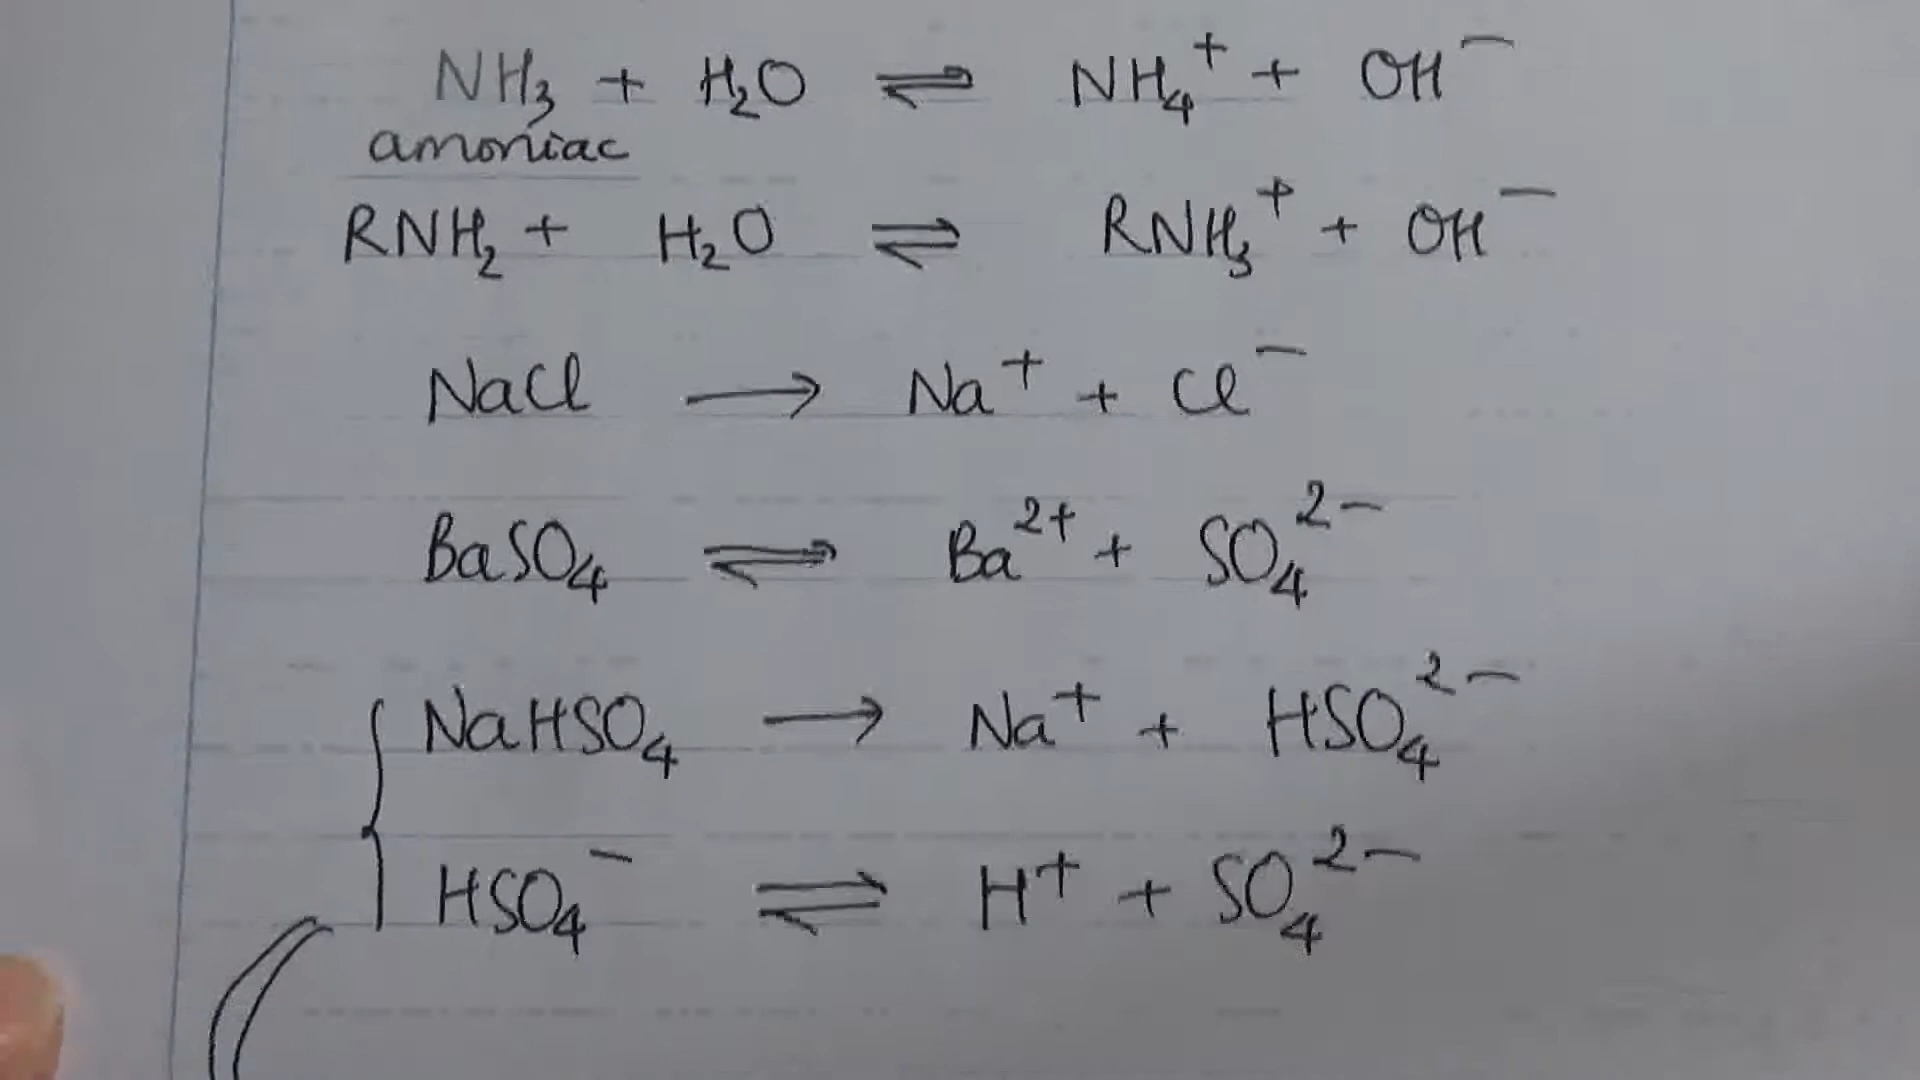 NH₃ + H₂O ⇌ NH₄⁺ + OH⁻
amoniac
RNH₂ + H₂O ⇌ RNH₃⁺ + OH⁻
NaCl → Na⁺ + Cl⁻
BaSO₄ ⇌ Ba²⁺ + SO₄²⁻
NaHSO₄ → Na⁺ + HSO₄²⁻
HSO₄⁻ ⇌ H⁺ + SO₄²⁻